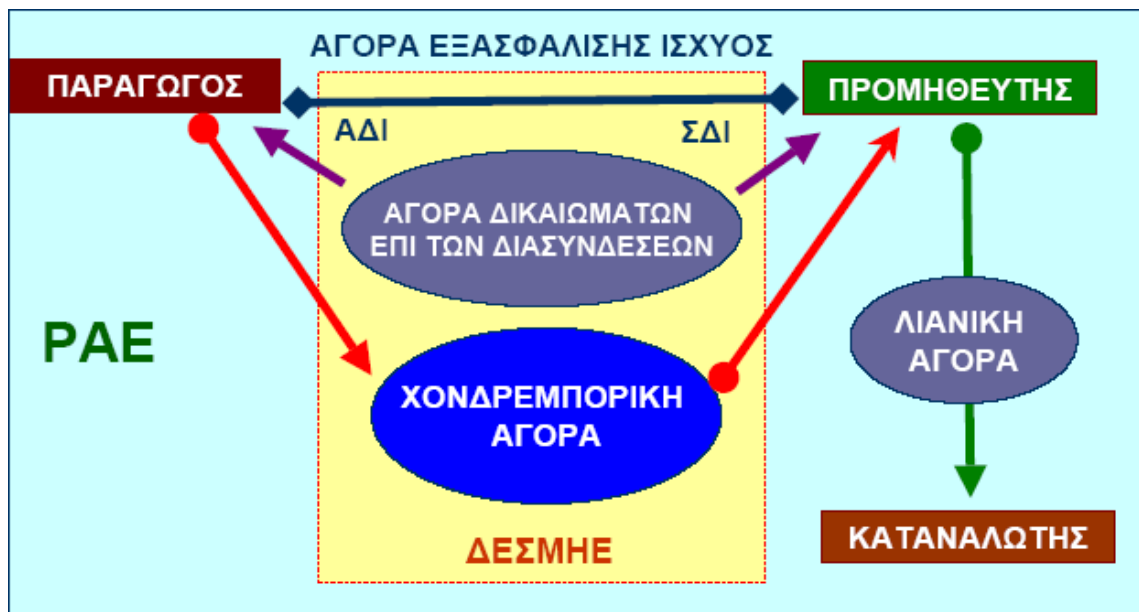 ΑΓΟΡΑ ΕΞΑΣΦΑΛΙΣΗΣ ΙΣΧΥΟΣ
ΠΑΡΑΓΩΓΟΣ
ΠΡΟΜΗΘΕΥΤΗΣ
ΑΔΙ
ΣΔΙ
ΑΓΟΡΑ ΔΙΚΑΙΩΜΑΤΩΝ
ΕΠΙ ΤΩΝ ΔΙΑΣΥΝΔΕΣΕΩΝ
ΡΑΕ
ΛΙΑΝΙΚΗ
ΑΓΟΡΑ
ΧΟΝΔΡΕΜΠΟΡΙΚΗ
ΑΓΟΡΑ
ΔΕΣΜΗΕ
ΚΑΤΑΝΑΛΩΤΗΣ